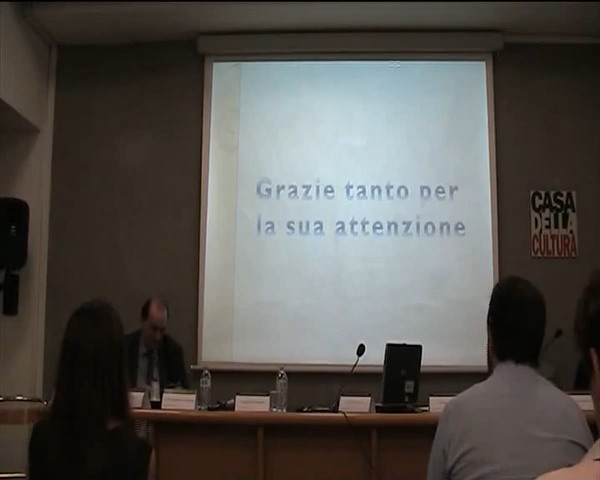 Grazie tanto per
la sua attenzione
CASA
DELLA
CULTURA